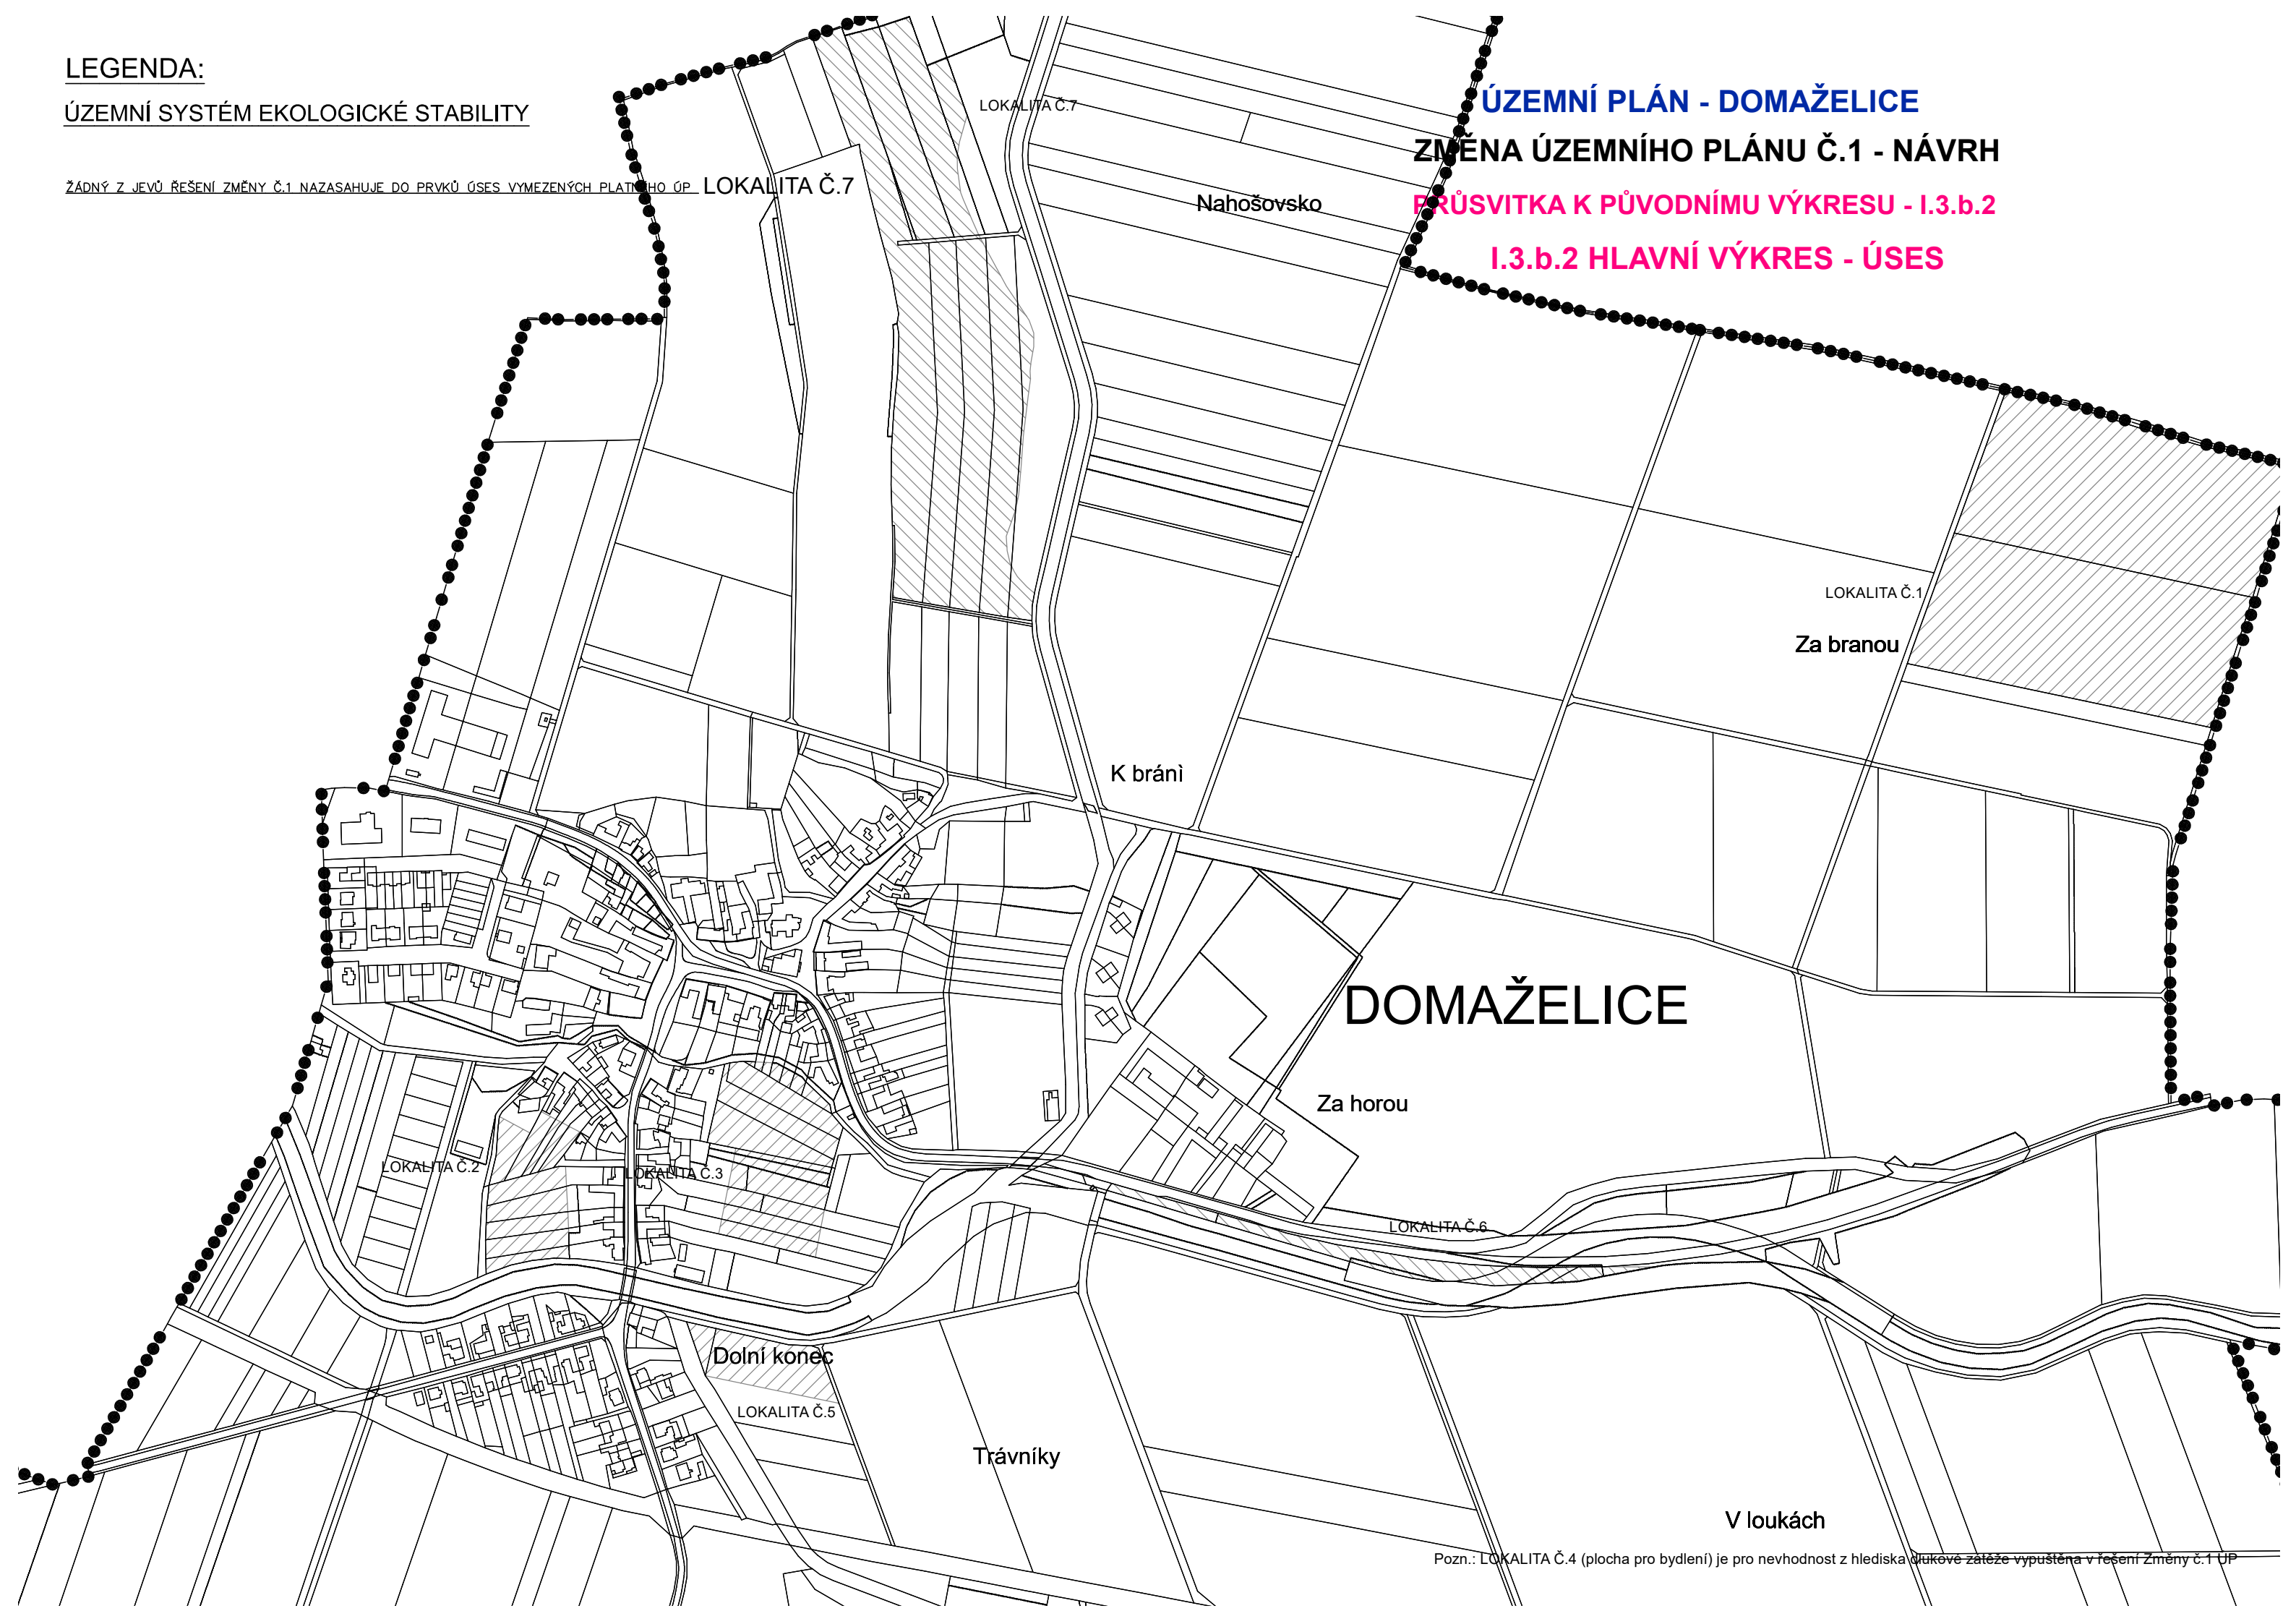 LEGENDA:
ÚZEMNÍ SYSTÉM EKOLOGICKÉ STABILITY
ŽÁDNÝ Z JEVŮ ŘEŠENÍ ZMĚNY Č.1 NAZASAHUJE DO PRVKŮ ÚSES VYMEZENÝCH PLATNÉHO ÚP LOKALITA Č.7
LOKALITA Č.7
ÚZEMNÍ PLÁN - DOMAŽELICE
ZMĚNA ÚZEMNÍHO PLÁNU Č.1 - NÁVRH
PRŮSVITKA K PŮVODNÍMU VÝKRESU - I.3.b.2
I.3.b.2 HLAVNÍ VÝKRES - ÚSES
Nahošovsko
LOKALITA Č.1
Za branou
K bránì
DOMAŽELICE
Za horou
LOKALITA Č.2
LOKALITA Č.3
LOKALITA Č.6
Dolní konec
LOKALITA Č.5
Trávníky
V loukách
Pozn.: LOKALITA Č.4 (plocha pro bydlení) je pro nevhodnost z hlediska dlukové zátěže vypuštěna v řešení Změny č.1 ÚP